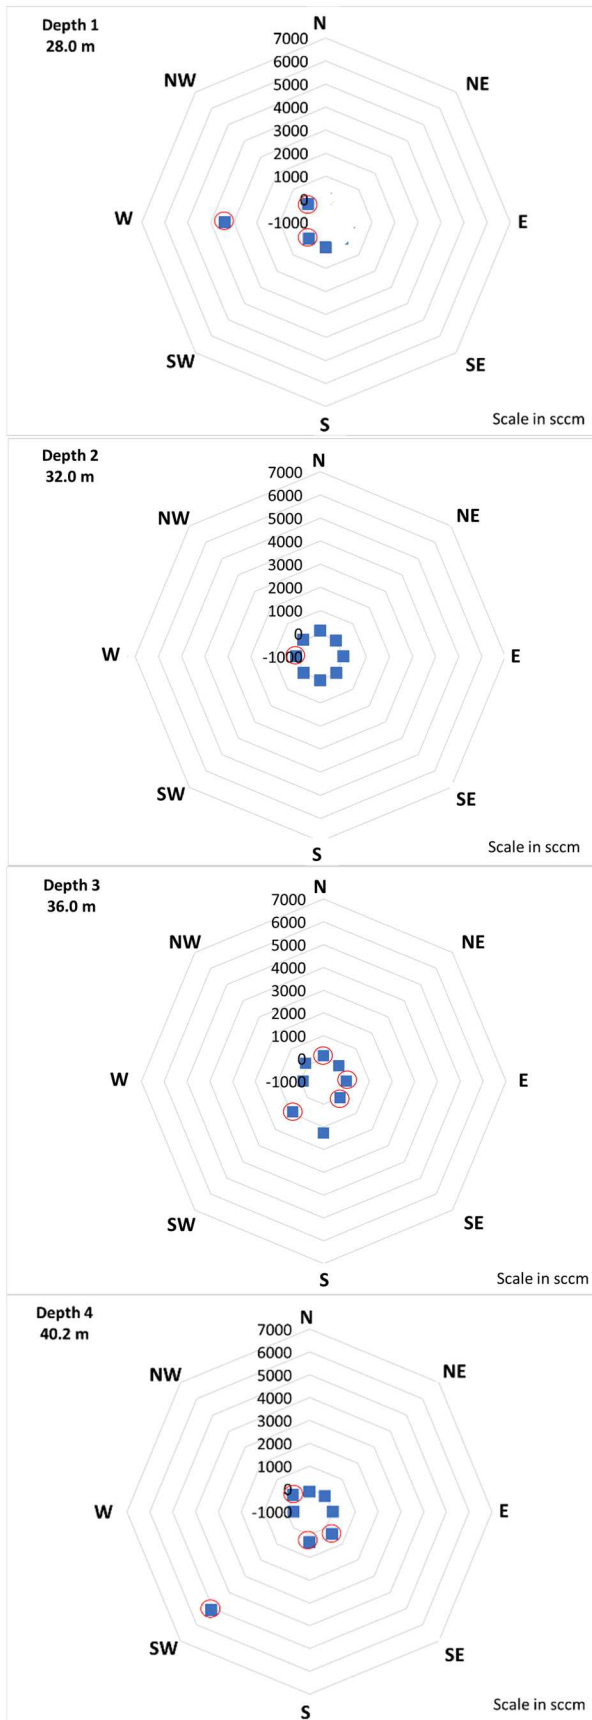 Depth 1
28.0 m
N
7000
6000
5000
4000
3000
2000
1000
0
-1000
NW
NE
W
E
SW
SE
S
Scale in sccm
Depth 2
32.0 m
N
7000
6000
5000
4000
3000
2000
1000
0
-1000
NW
NE
W
E
SW
SE
S
Scale in sccm
Depth 3
36.0 m
N
7000
6000
5000
4000
3000
2000
1000
0
-1000
NW
NE
W
E
SW
SE
S
Scale in sccm
Depth 4
40.2 m
N
7000
6000
5000
4000
3000
2000
1000
0
-1000
NW
NE
W
E
SW
SE
S
Scale in sccm